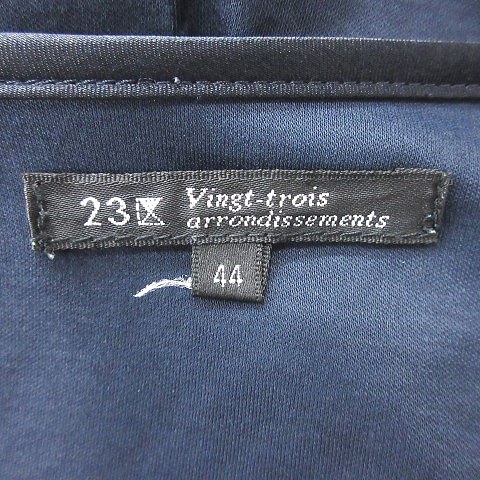 23区 Vingt-trois
arrondissements
44